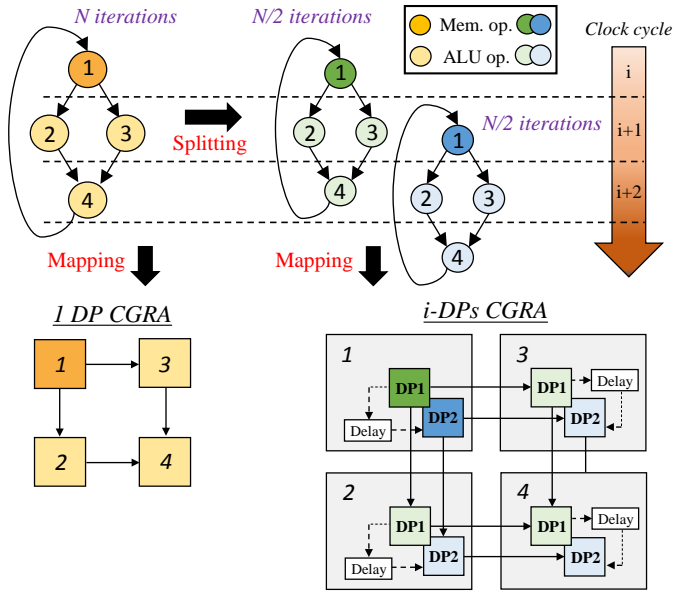 N iterations
N/2 iterations
Mem. op.
ALU op.
Clock cycle
1
2
3
4
Splitting
1
2
3
4
N/2 iterations
1
2
3
4
i
i+1
i+2
Mapping
Mapping
1 DP CGRA
i-DPs CGRA
1
3
2
4
1
DP1
DP2
Delay
3
DP1
Delay
DP2
2
DP1
DP2
Delay
4
DP1
Delay
DP2